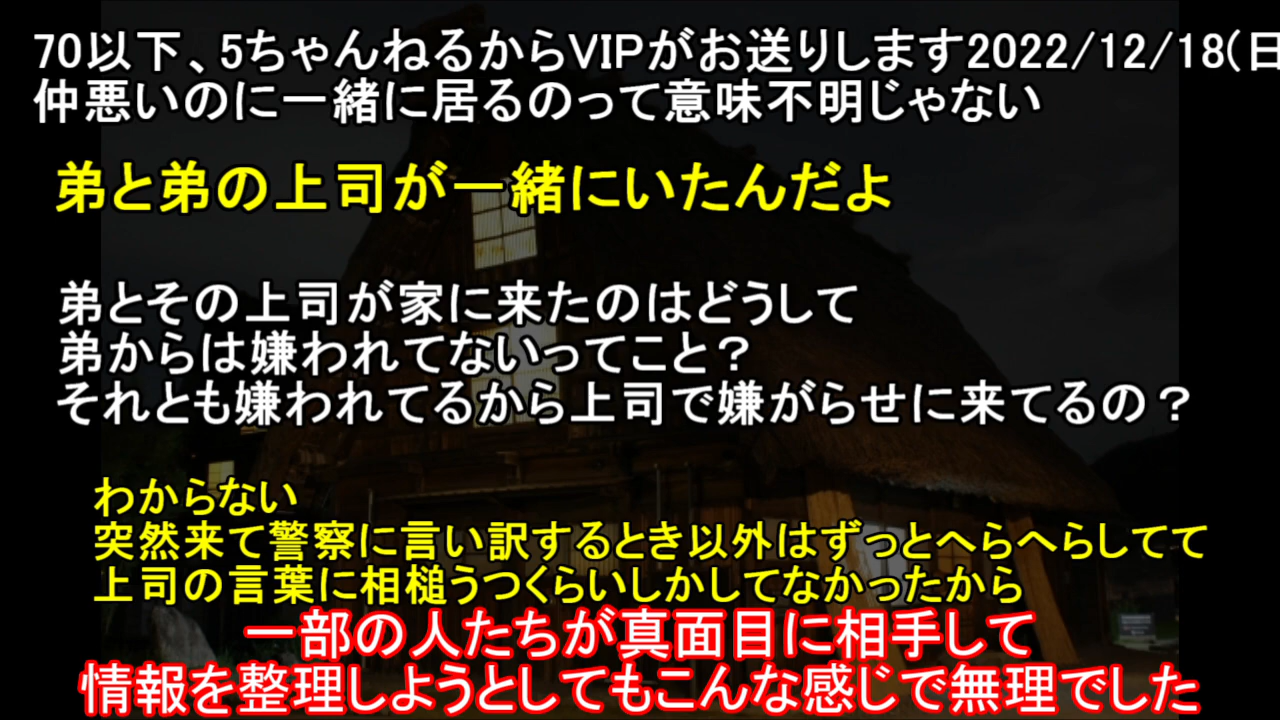 70以下、5ちゃんねるからVIPがお送りします2022/12/18(日
仲悪いのに一緒に居るのって意味不明じゃない
弟と弟の上司が一緒にいたんだよ
弟とその上司が家に来たのはどうして
弟からは嫌われてないってこと？
それとも嫌われてるから上司で嫌がらせに来てるの？
わからない
突然来て警察に言い訳するとき以外はずっとへらへらしてて
上司の言葉に相槌うつくらいしかしてなかったから
一部の人たちが真面目に相手して
情報を整理しようとしてもこんな感じで無理でした